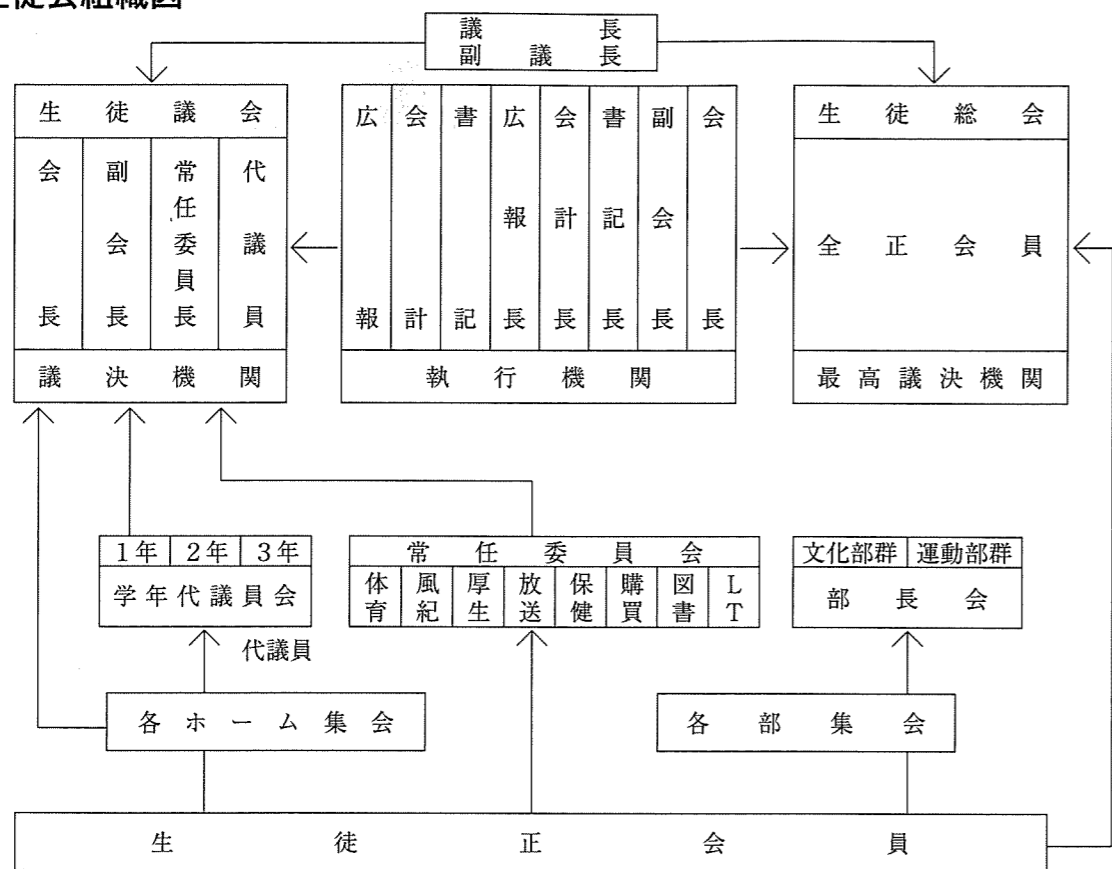 生徒会組織図
議長
副議長
生徒議会
会長
副会長
常任委員長
代議員
議決機関
広報
会計
書記
広報長
会計長
書記長
副会長
会長
執行機関
生徒総会
全正会員
最高議決機関
1年 2年 3年
学年代議員会
常任委員会
体育
風紀
厚生
放送
保健
購買
図書
LT
文化部群 運動部群
部長会
代議員
各ホーム集会
各部集会
生徒正会員